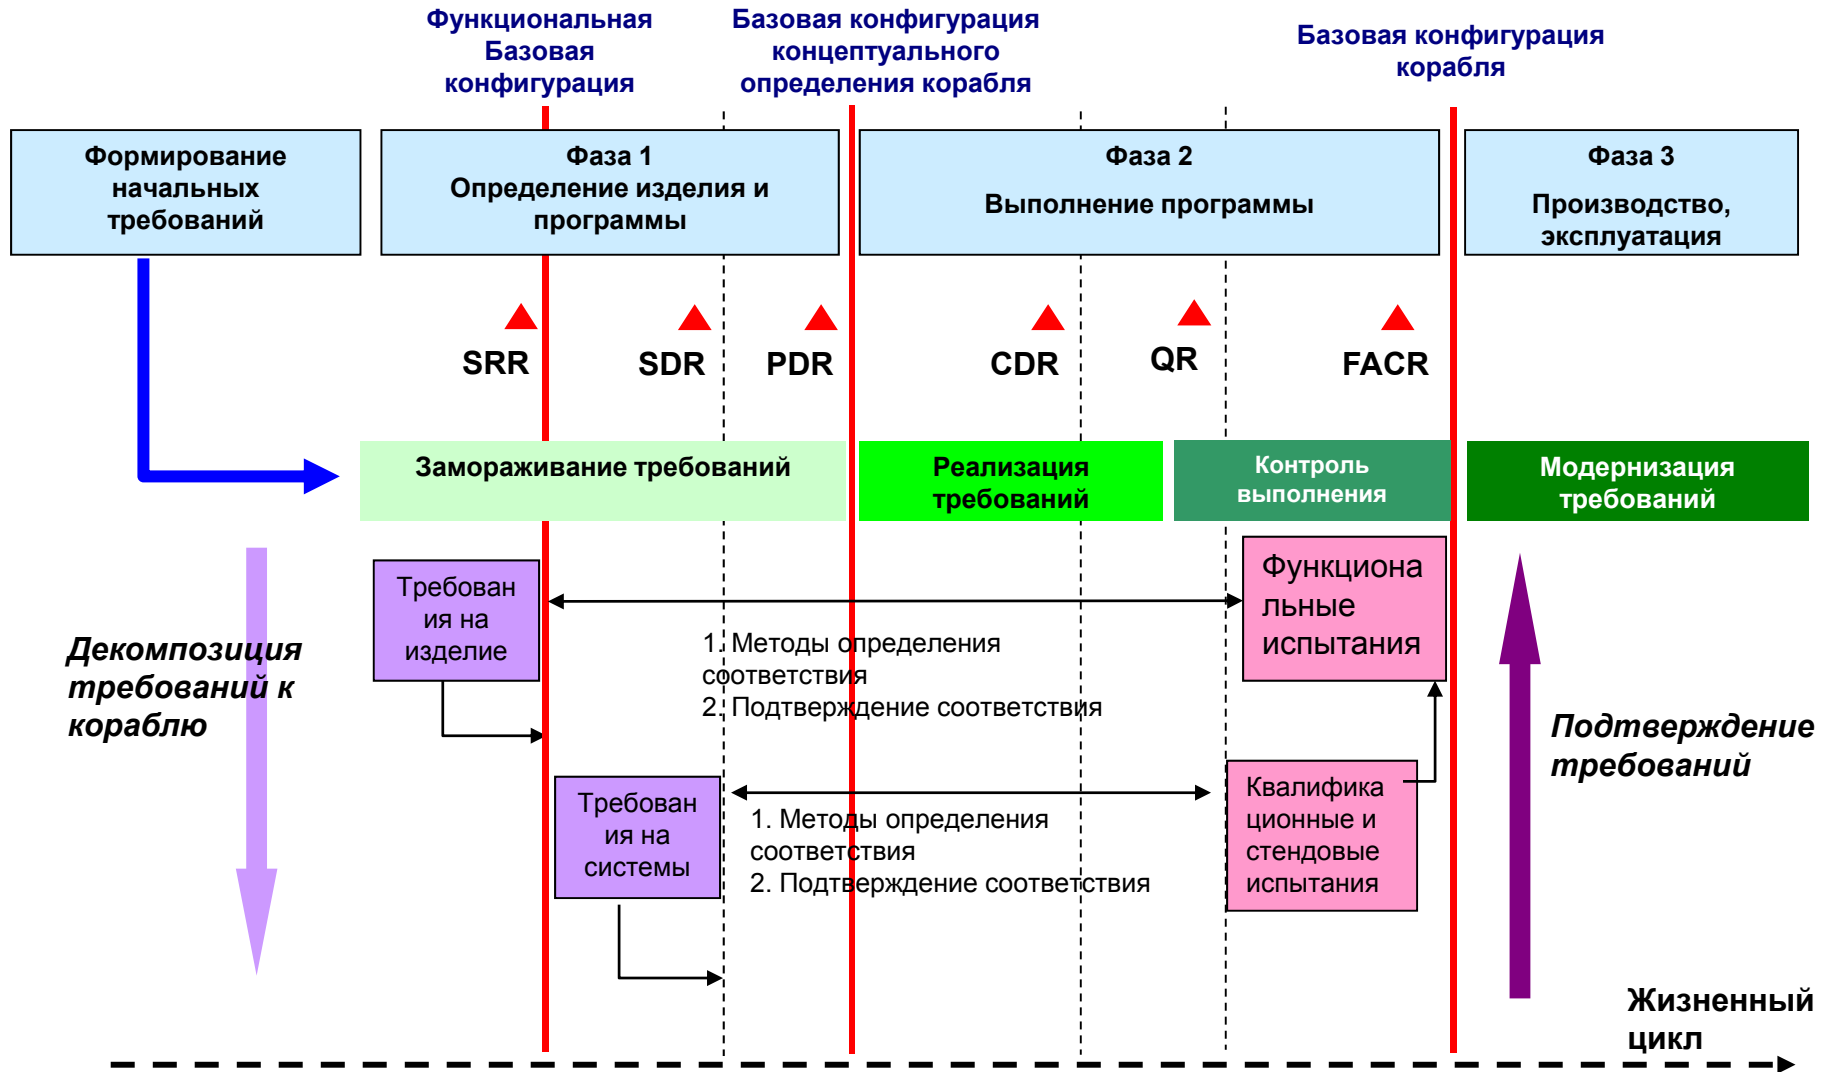 Функциональная
Базовая
конфигурация
Базовая конфигурация
концептуального
определения корабля
Базовая конфигурация
корабля
Формирование
начальных
требований
Фаза 1
Определение изделия и
программы
Фаза 2
Выполнение программы
Фаза 3
Производство,
эксплуатация
SRR
SDR
PDR
CDR
QR
FACR
Замораживание требований
Реализация
требований
Контроль
выполнения
Модернизация
требований
Декомпозиция
требований к
кораблю
Требован
ия на
изделие
1. Методы определения
соответствия
2. Подтверждение соответствия
Функциона
льные
испытания
Подтверждение
требований
Требован
ия на
системы
1. Методы определения
соответствия
2. Подтверждение соответствия
Квалифика
ционные и
стендовые
испытания
Жизненный
цикл